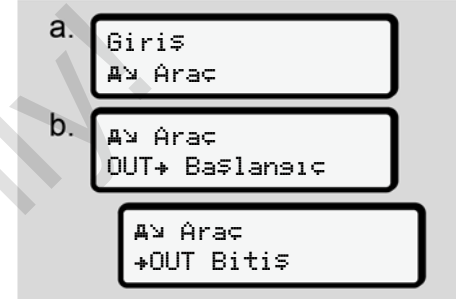 a.
Giriş
Araç
b.
Araç
OUT→ Başlangıç
Araç
→OUT Bitiş